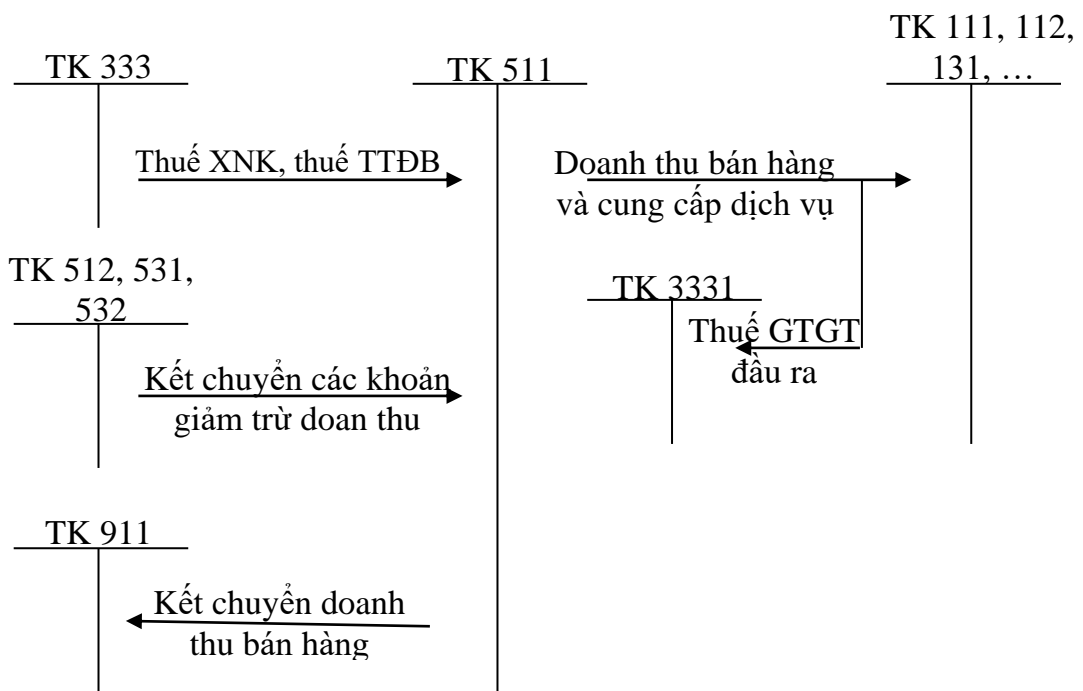 TK 111, 112,
131, …
TK 333
TK 511
Thuế XNK, thuế TTĐB
Doanh thu bán hàng
và cung cấp dịch vụ
TK 512, 531,
532
TK 3331
Thuế GTGT
đầu ra
Kết chuyển các khoản
giảm trừ doan thu
TK 911
Kết chuyển doanh
thu bán hàng